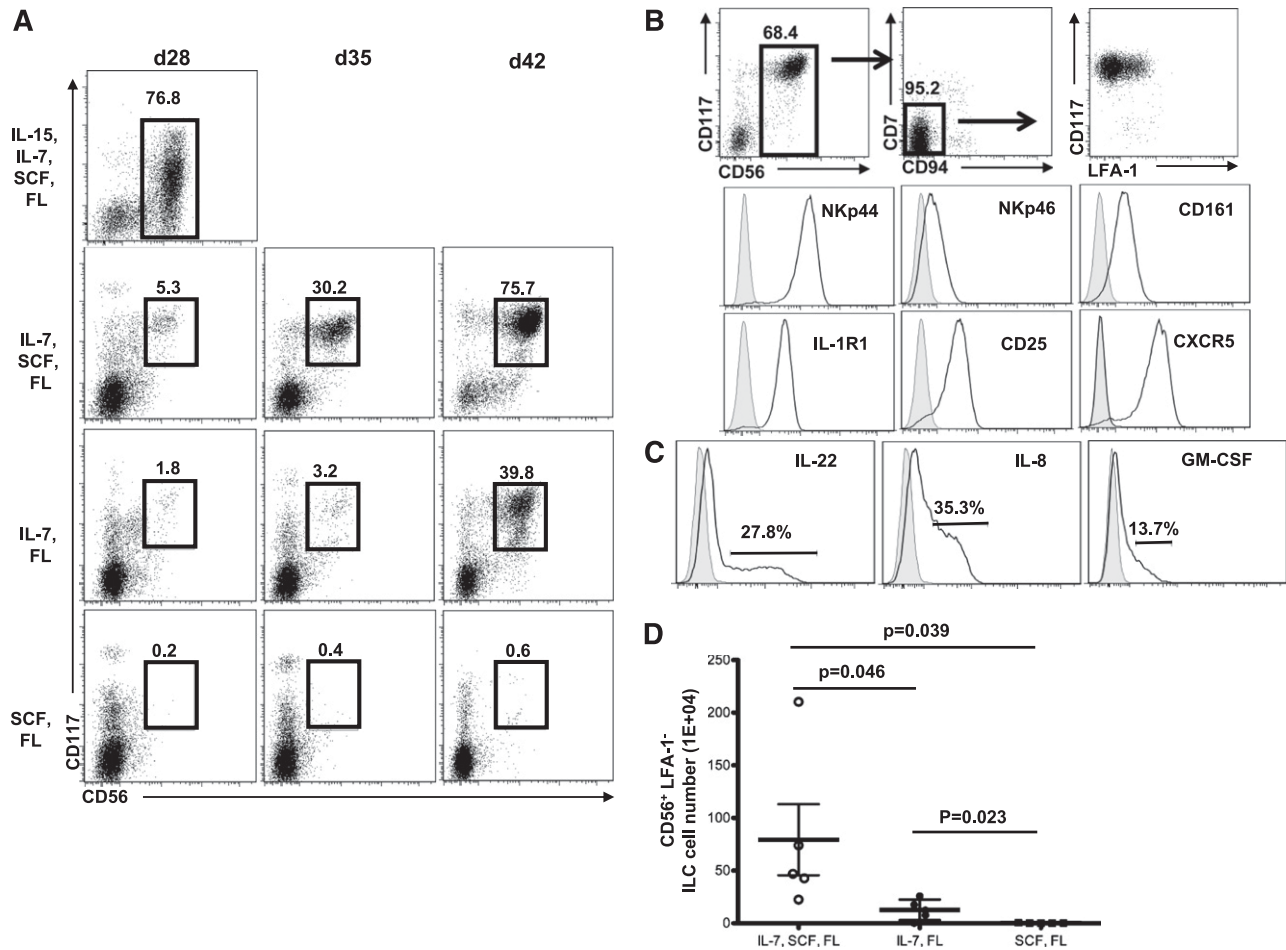 A
d28
d35
d42
76.8
IL-15,
IL-7,
SCF,
FL
5.3
30.2
75.7
IL-7,
SCF,
FL
1.8
3.2
39.8
IL-7,
FL
0.2
0.4
0.6
SCF,
FL
CD117
CD56
B
68.4
CD117
CD56
95.2
CD7
CD94
CD117
LFA-1
NKp44
NKp46
CD161
IL-1R1
CD25
CXCR5
C
IL-22
27.8%
IL-8
35.3%
GM-CSF
13.7%
D
p=0.039
p=0.046
P=0.023
CD56⁺ LFA-1⁻
ILC cell number (1E+04)
250
200
150
100
50
0
IL-7, SCF, FL
IL-7, FL
SCF, FL